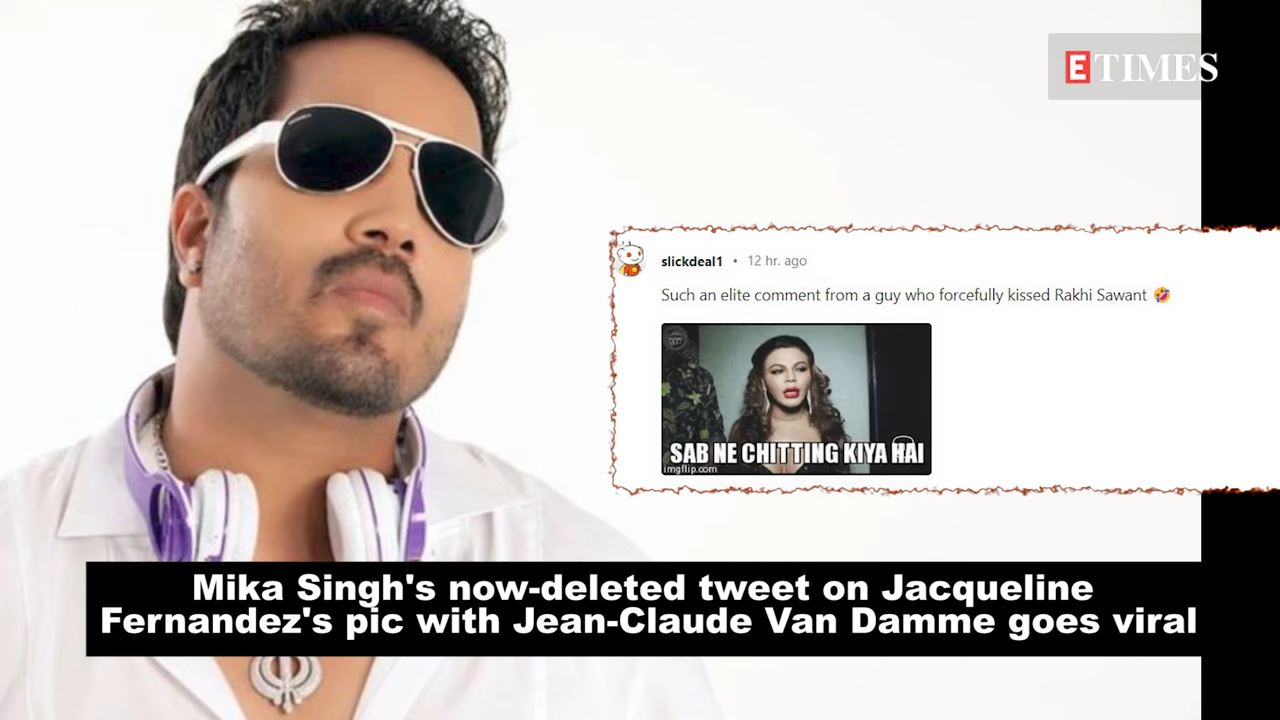 ETIMES
slickdeal1 • 12 hr. ago
Such an elite comment from a guy who forcefully kissed Rakhi Sawant 🤣
SAB NE CHITTING KIYA HAI
imgflip.com
Mika Singh's now-deleted tweet on Jacqueline
Fernandez's pic with Jean-Claude Van Damme goes viral